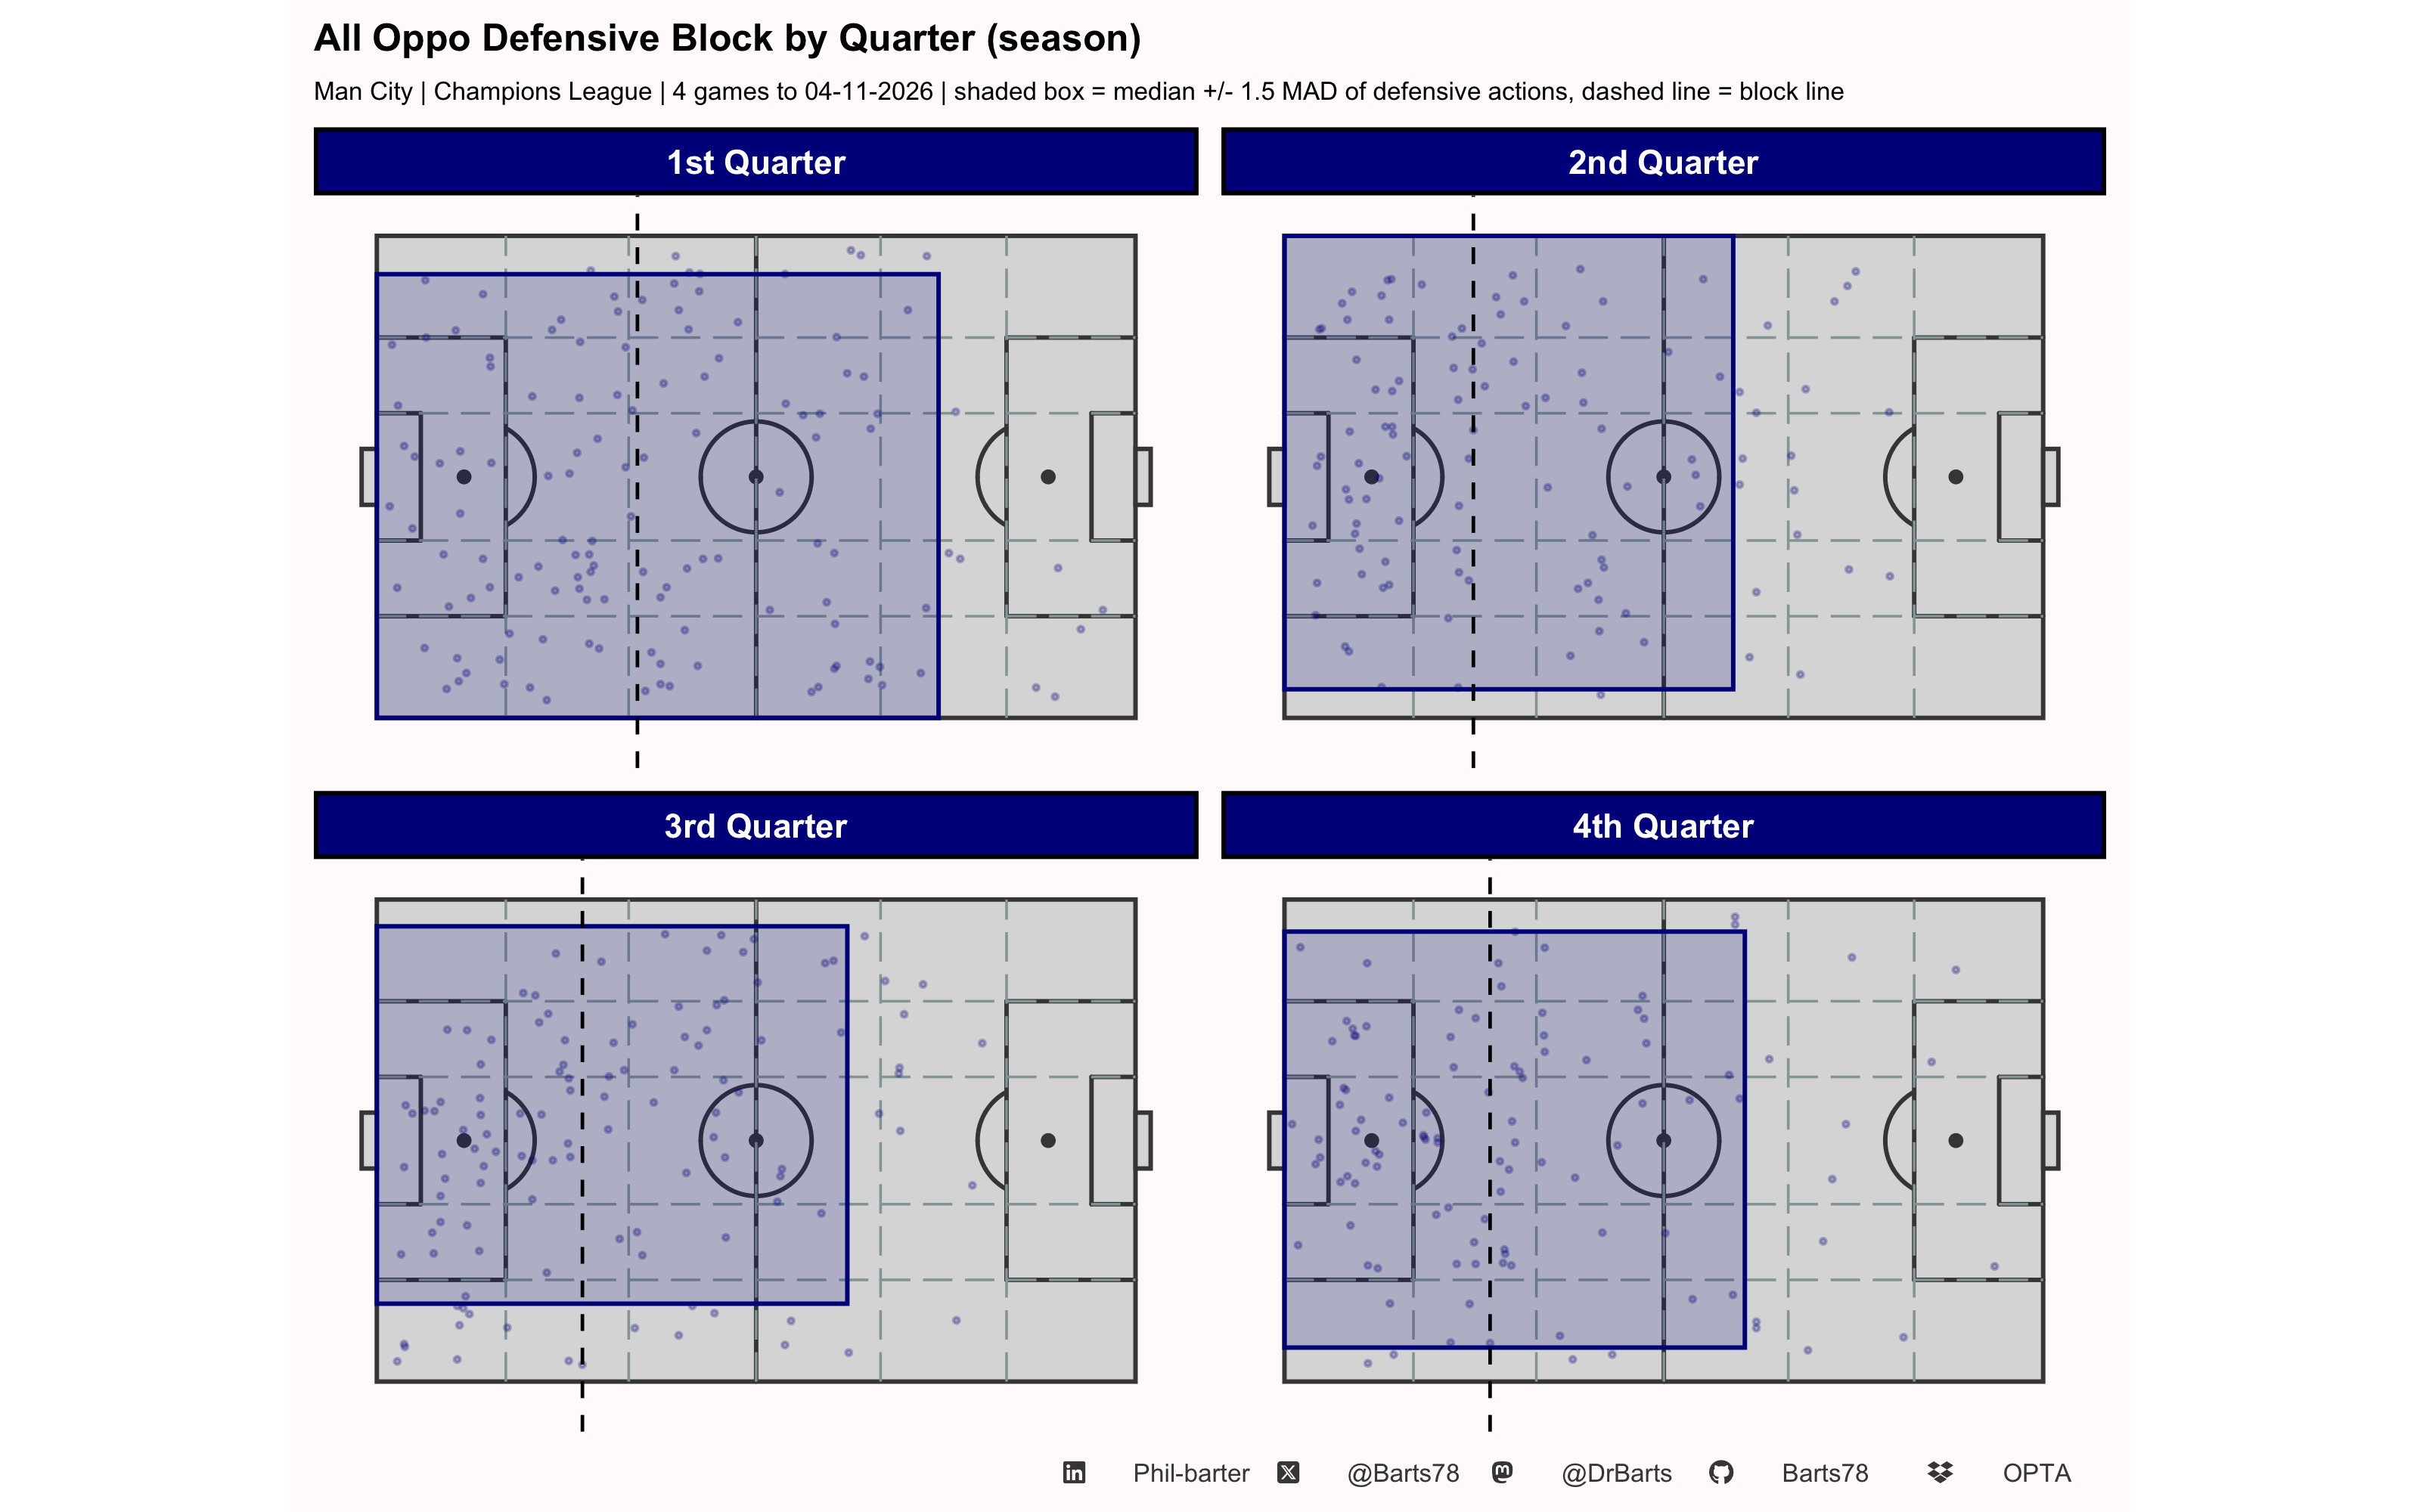 All Oppo Defensive Block by Quarter (season)
Man City | Champions League | 4 games to 04-11-2026 | shaded box = median +/- 1.5 MAD of defensive actions, dashed line = block line
1st Quarter
2nd Quarter
3rd Quarter
4th Quarter
Phil-barter @Barts78 @DrBarts Barts78 OPTA